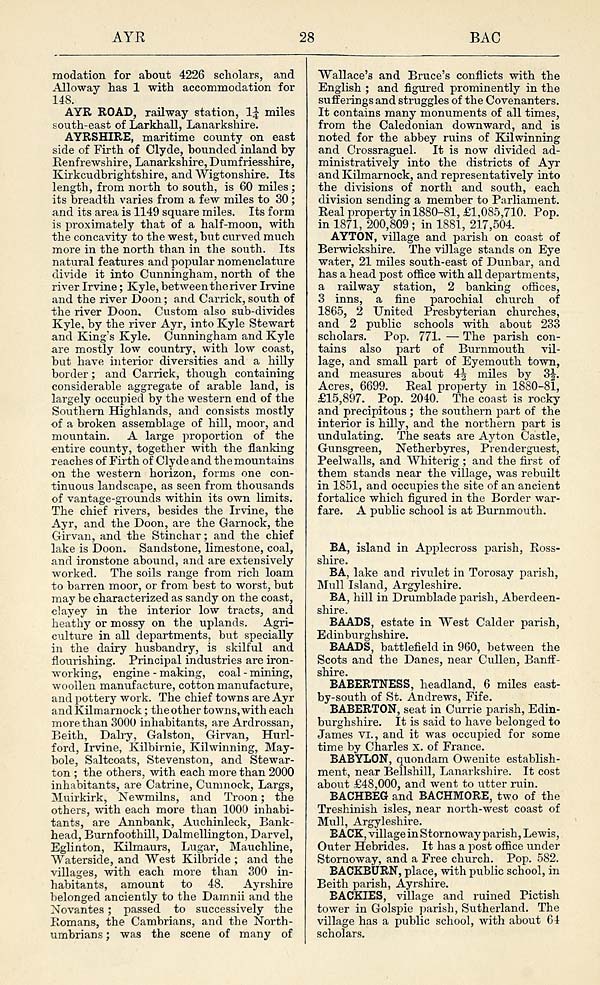 AYR 28 BAC
modation for about 4226 scholars, and
Alloway has 1 with accommodation for
148.
AYR ROAD, railway station, 1¼ miles
south-east of Larkhall, Lanarkshire.
AYRSHIRE, maritime county on east
side of Firth of Clyde, bounded inland by
Renfrewshire, Lanarkshire, Dumfriesshire,
Kirkcudbrightshire, and Wigtonshire. Its
length, from north to south, is 60 miles;
its breadth varies from a few miles to 30;
and its area is 1149 square miles. Its form
is proximately that of a half-moon, with
the concavity to the west, but curved much
more in the north than in the south. Its
natural features and popular nomenclature
divide it into Cunningham, north of the
river Irvine; Kyle, between the river Irvine
and the river Doon; and Carrick, south of
the river Doon. Custom also sub-divides
Kyle, by the river Ayr, into Kyle Stewart
and King's Kyle. Cunningham and Kyle
are mostly low country, with low coast,
but have interior diversities and a hilly
border; and Carrick, though containing
considerable aggregate of arable land, is
largely occupied by the western end of the
Southern Highlands, and consists mostly
of a broken assemblage of hill, moor, and
mountain. A large proportion of the
entire county, together with the flanking
reaches of Firth of Clyde and the mountains
on the western horizon, forms one con-
tinuous landscape, as seen from thousands
of vantage-grounds within its own limits.
The chief rivers, besides the Irvine, the
Ayr, and the Doon, are the Garnock, the
Girvan, and the Stinchar; and the chief
lake is Doon. Sandstone, limestone, coal,
and ironstone abound, and are extensively
worked. The soils range from rich loam
to barren moor, or from best to worst, but
may be characterized as sandy on the coast,
clayey in the interior low tracts, and
heathy or mossy on the uplands. Agri-
culture in all departments, but specially
in the dairy husbandry, is skilful and
flourishing. Principal industries are iron-
working, engine-making, coal-mining,
woollen manufacture, cotton manufacture,
and pottery work. The chief towns are Ayr
and Kilmarnock; the other towns, with each
more than 3000 inhabitants, are Ardrossan,
Beith, Dalry, Galston, Girvan, Hurl-
ford, Irvine, Kilbirnie, Kilwinning, May-
bole, Saltcoats, Stevenston, and Stewar-
ton; the others, with each more than 2000
inhabitants, are Catrine, Cumnock, Largs,
Muirkirk, Newmilns, and Troon; the
others, with each more than 1000 inhabi-
tants, are Annbank, Auchinleck, Bank-
head, Burnfoothill, Dalmellington, Darvel,
Eglinton, Kilmaurs, Lugar, Mauchline,
Waterside, and West Kilbride; and the
villages, with each more than 300 in-
habitants, amount to 48. Ayrshire
belonged anciently to the Damnii and the
Novantes; passed to successively the
Romans, the Cambrians, and the North-
umbrians; was the scene of many of
Wallace's and Bruce's conflicts with the
English; and figured prominently in the
sufferings and struggles of the Covenanters.
It contains many monuments of all times,
from the Caledonian downward, and is
noted for the abbey ruins of Kilwinning
and Crossraguel. It is now divided ad-
ministratively into the districts of Ayr
and Kilmarnock, and representatively into
the divisions of north and south, each
division sending a member to Parliament.
Real property in 1880-81, £1,085,710. Pop.
in 1871, 200,809; in 1881, 217,504.
AYTON, village and parish on coast of
Berwickshire. The village stands on Eye
water, 21 miles south-east of Dunbar, and
has a head post office with all departments,
a railway station, 2 banking offices,
3 inns, a fine parochial church of
1865, 2 United Presbyterian churches,
and 2 public schools with about 233
scholars. Pop. 771. — The parish con-
tains also part of Burnmouth vil-
lage, and small part of Eyemouth town,
and measures about 4½ miles by 3½.
Acres, 6699. Real property in 1880-81,
£15,897. Pop. 2040. The coast is rocky
and precipitous; the southern part of the
interior is hilly, and the northern part is
undulating. The seats are Ayton Castle,
Gunsgreen, Netherbyres, Prenderguest,
Peelwalls, and Whiterig; and the first of
them stands near the village, was rebuilt
in 1851, and occupies the site of an ancient
fortalice which figured in the Border war-
fare. A public school is at Burnmouth.
BA, island in Applecross parish, Ross-
shire.
BA, lake and rivulet in Torosay parish,
Mull Island, Argyleshire.
BA, hill in Drumblade parish, Aberdeen-
shire.
BAADS, estate in West Calder parish,
Edinburghshire.
BAADS, battlefield in 960, between the
Scots and the Danes, near Cullen, Banff-
shire.
BABERTNESS, headland, 6 miles east-
by-south of St. Andrews, Fife.
BABERTON, seat in Currie parish, Edin-
burghshire. It is said to have belonged to
James VI., and it was occupied for some
time by Charles X. of France.
BABYLON, quondam Owenite establish-
ment, near Bellshill, Lanarkshire. It cost
about £48,000, and went to utter ruin.
BACHBEG and BACHMORE, two of the
Treshinish isles, near north-west coast of
Mull, Argyleshire.
BACK, village in Stornoway parish, Lewis,
Outer Hebrides. It has a post office under
Stornoway, and a Free church. Pop. 582.
BACKBURN, place, with public school, in
Beith parish, Ayrshire.
BACKIES, village and ruined Pictish
tower in Golspie parish, Sutherland. The
village has a public school, with about 64
scholars.